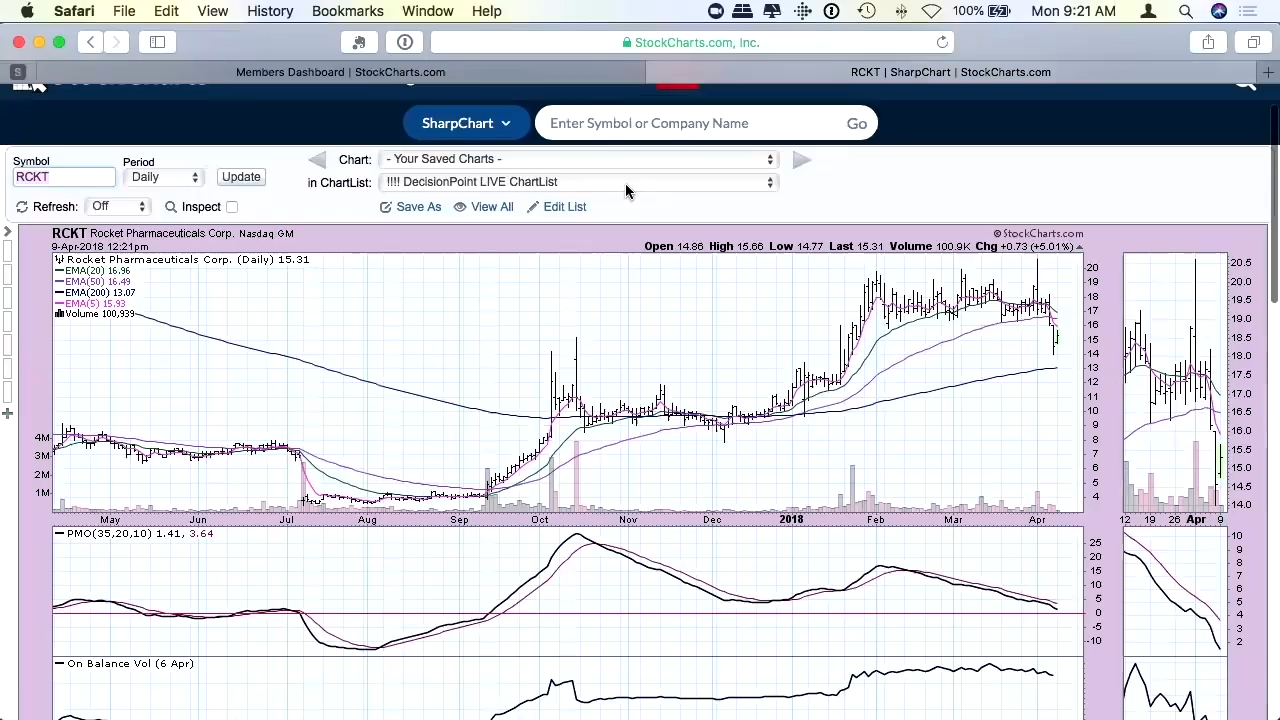 Safari File Edit View History Bookmarks Window Help 100% Mon 9:21 AM
StockCharts.com, Inc.
S Members Dashboard | StockCharts.com RCKT | SharpChart | StockCharts.com
SharpChart Enter Symbol or Company Name Go
Symbol Period
RCKT Daily Update
Chart: - Your Saved Charts -
in ChartList: !!!! DecisionPoint LIVE ChartList
Refresh: Off Inspect Save As View All Edit List
RCKT Rocket Pharmaceuticals Corp. Nasdaq GM ©StockCharts.com
9-Apr-2018 12:21pm Open 14.86 High 15.66 Low 14.77 Last 15.31 Volume 100.9K Chg +0.73 (+5.01%)
Rocket Pharmaceuticals Corp. (Daily) 15.31
EMA(20) 16.96
EMA(50) 16.49
EMA(200) 13.07
EMA(5) 15.93
Volume 100,939
20
19
18
17
16
15
14
13
12
11
10
9
8
7
6
5
4
4M
3M
2M
1M
May Jun Jul Aug Sep Oct Nov Dec 2018 Feb Mar Apr
20.5
20.0
19.5
19.0
18.5
18.0
17.5
17.0
16.5
16.0
15.5
15.0
14.5
14.0
12 19 26 Apr 9
PMO(35,20,10) 1.41, 3.64
25
20
15
10
5
0
-5
-10
10
9
8
7
6
5
4
3
2
On Balance Vol (6 Apr)